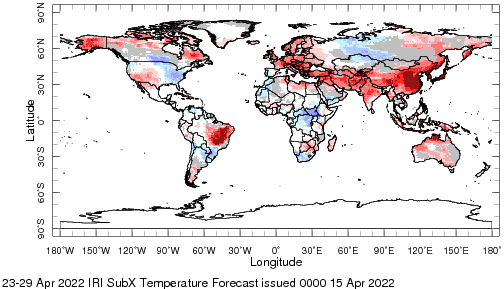 90°N
60°N
30°N
0°
30°S
60°S
90°S
Latitude
180°W 150°W 120°W 90°W 60°W 30°W 0° 30°E 60°E 90°E 120°E 150°E 180°E
Longitude
23-29 Apr 2022 IRI SubX Temperature Forecast issued 0000 15 Apr 2022